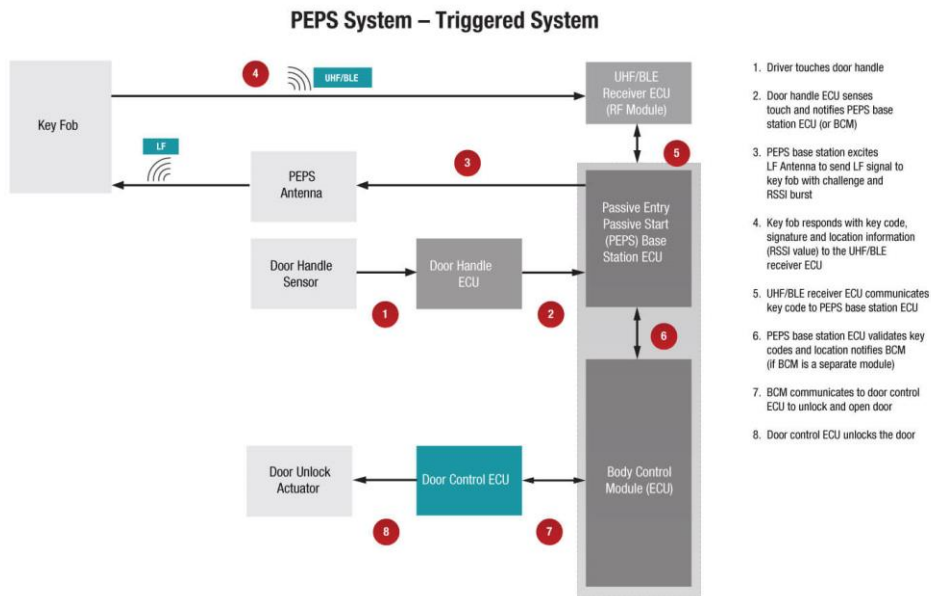 PEPS System – Triggered System
4
UHF/BLE
Key Fob
UHF/BLE
Receiver ECU
(RF Module)
LF
3
5
PEPS
Antenna
Passive Entry
Passive Start
(PEPS) Base
Station ECU
Door Handle
Sensor
Door Handle
ECU
1
2
6
Door Unlock
Actuator
Door Control ECU
Body Control
Module (ECU)
8
7
1. Driver touches door handle
2. Door handle ECU senses
touch and notifies PEPS base
station ECU (or BCM)
3. PEPS base station excites
LF Antenna to send LF signal to
key fob with challenge and
RSSI burst
4. Key fob responds with key code,
signature and location information
(RSSI value) to the UHF/BLE
receiver ECU
5. UHF/BLE receiver ECU communicates
key code to PEPS base station ECU
6. PEPS base station ECU validates key
codes and location notifies BCM
(if BCM is a separate module)
7. BCM communicates to door control
ECU to unlock and open door
8. Door control ECU unlocks the door